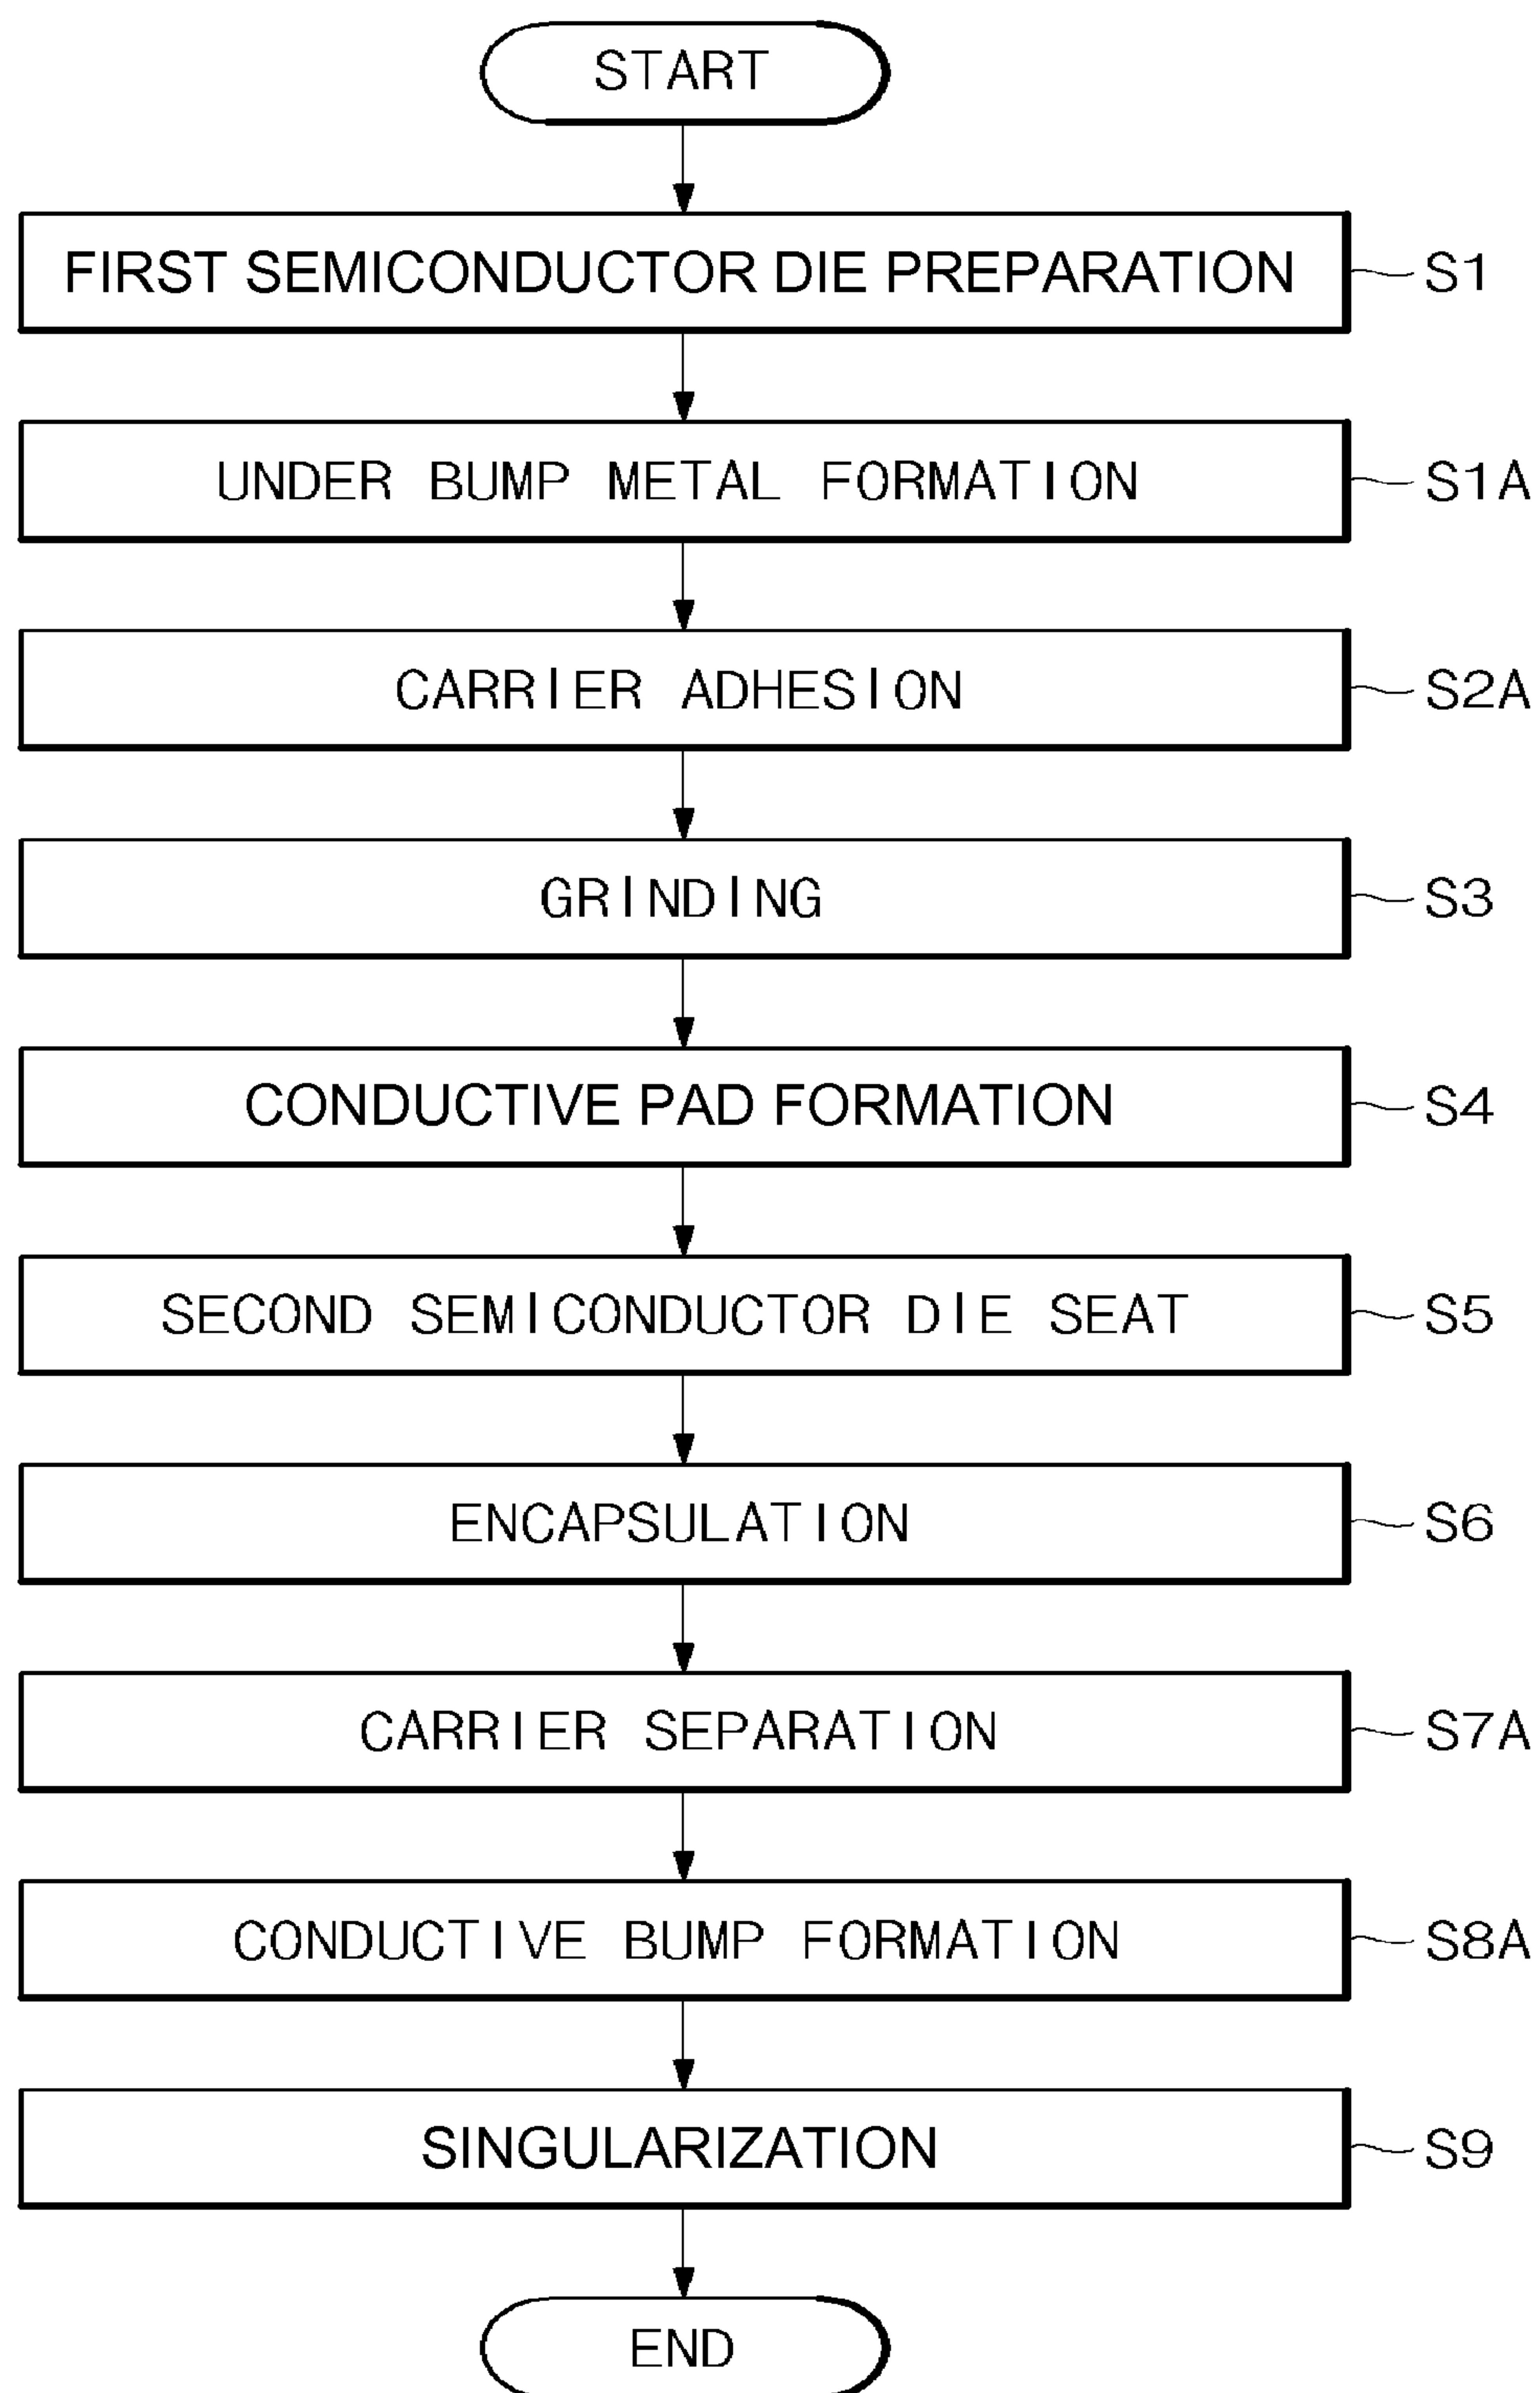 START
FIRST SEMICONDUCTOR DIE PREPARATION S1
UNDER BUMP METAL FORMATION S1A
CARRIER ADHESION S2A
GRINDING S3
CONDUCTIVE PAD FORMATION S4
SECOND SEMICONDUCTOR DIE SEAT S5
ENCAPSULATION S6
CARRIER SEPARATION S7A
CONDUCTIVE BUMP FORMATION S8A
SINGULARIZATION S9
END